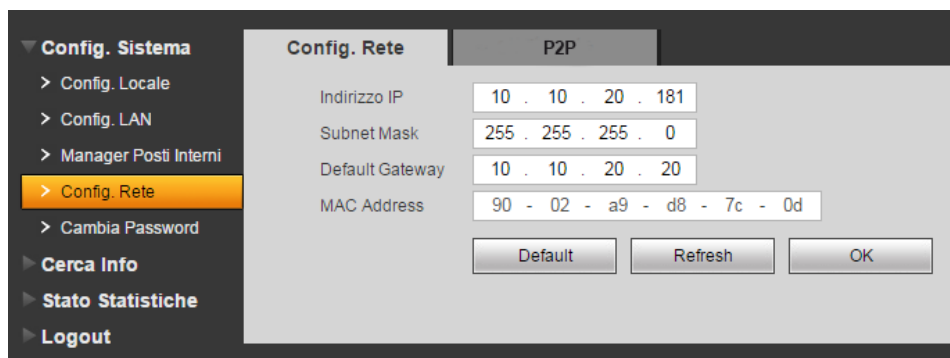 Config. Sistema
> Config. Locale
> Config. LAN
> Manager Posti Interni
> Config. Rete
> Cambia Password
Cerca Info
Stato Statistiche
Logout
Config. Rete P2P
Indirizzo IP 10 . 10 . 20 . 181
Subnet Mask 255 . 255 . 255 . 0
Default Gateway 10 . 10 . 20 . 20
MAC Address 90 - 02 - a9 - d8 - 7c - 0d
Default Refresh OK